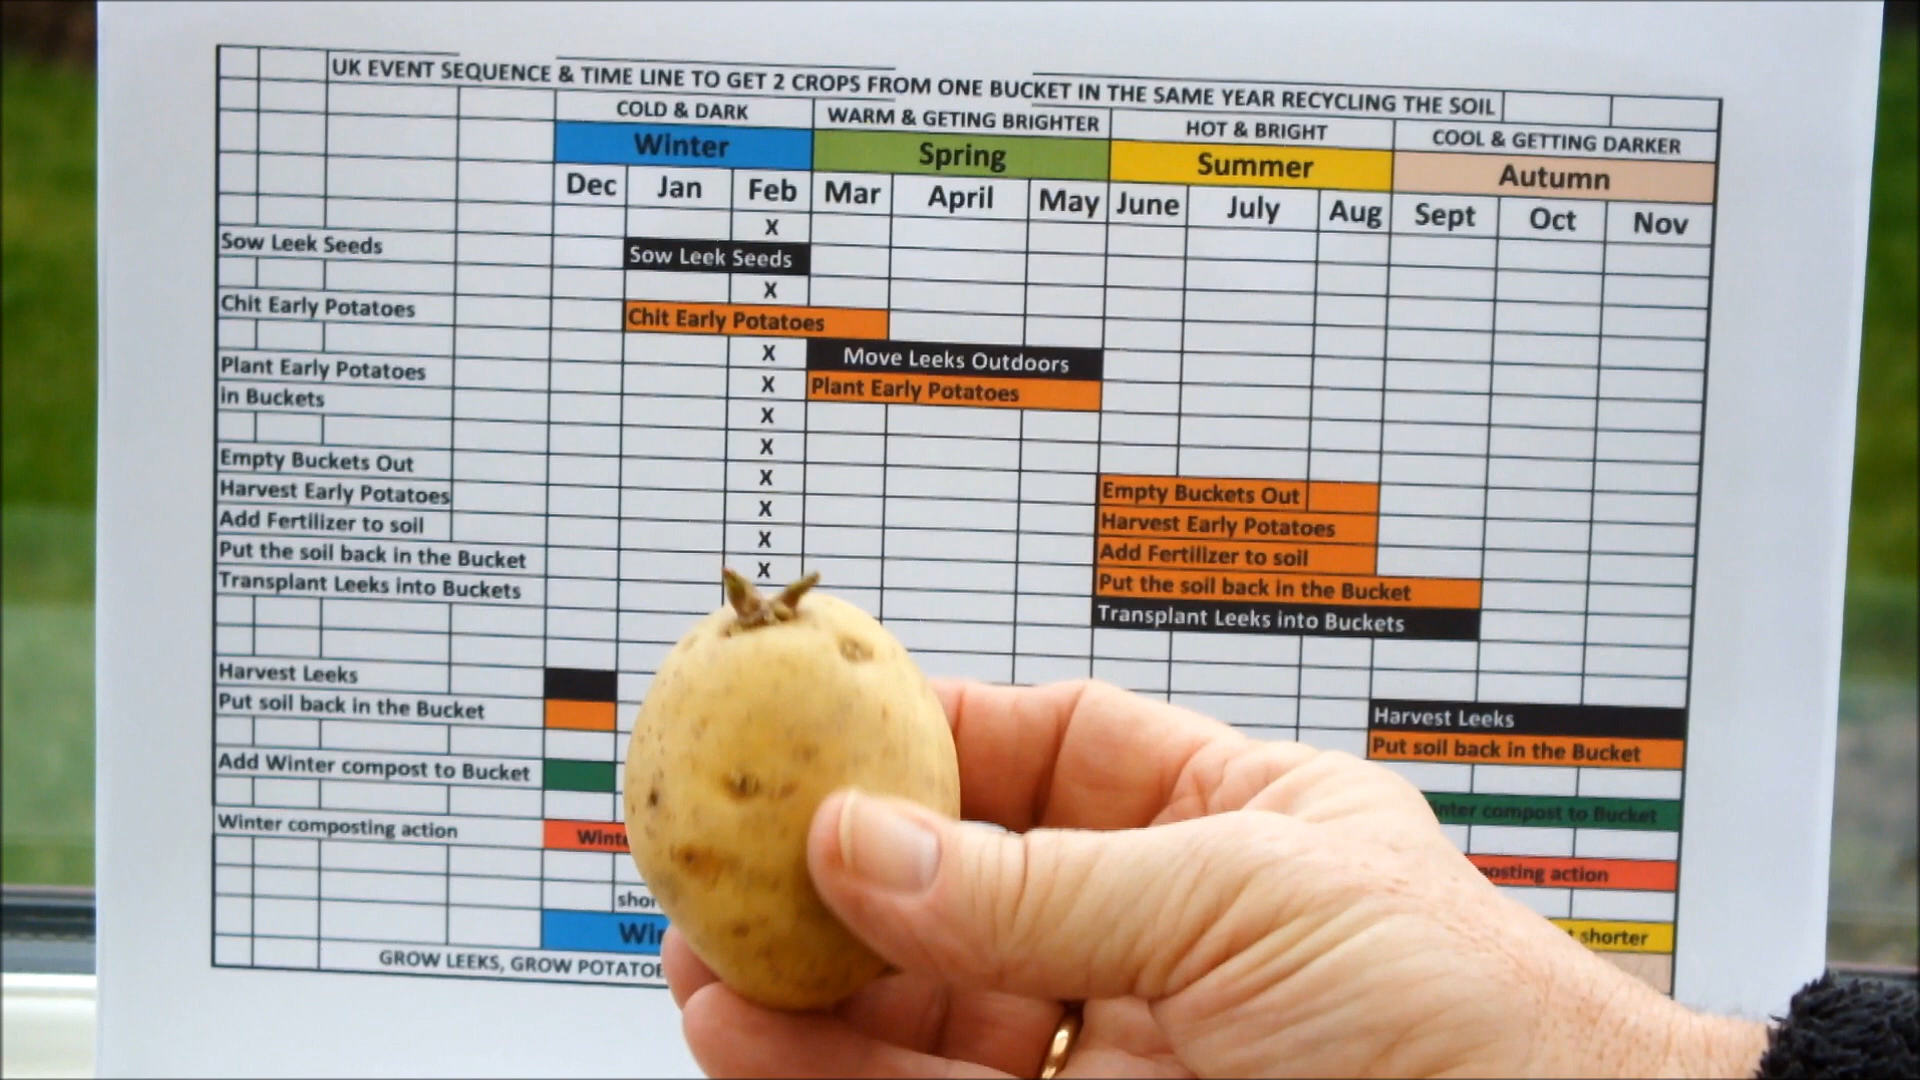 UK EVENT SEQUENCE & TIME LINE TO GET 2 CROPS FROM ONE BUCKET IN THE SAME YEAR RECYCLING THE SOIL
COLD & DARK WARM & GETING BRIGHTER HOT & BRIGHT COOL & GETTING DARKER
Winter Spring Summer Autumn
Dec Jan Feb Mar April May June July Aug Sept Oct Nov
X
Sow Leek Seeds Sow Leek Seeds
X
Chit Early Potatoes Chit Early Potatoes
X Move Leeks Outdoors
Plant Early Potatoes X Plant Early Potatoes
in Buckets X
X
Empty Buckets Out X Empty Buckets Out
Harvest Early Potatoes X Harvest Early Potatoes
Add Fertilizer to soil X Add Fertilizer to soil
Put the soil back in the Bucket X Put the soil back in the Bucket
Transplant Leeks into Buckets Transplant Leeks into Buckets
Harvest Leeks Harvest Leeks
Put soil back in the Bucket Put soil back in the Bucket
Add Winter compost to Bucket compost to Bucket
Winter composting action action
shorter
GROW LEEKS, GROW